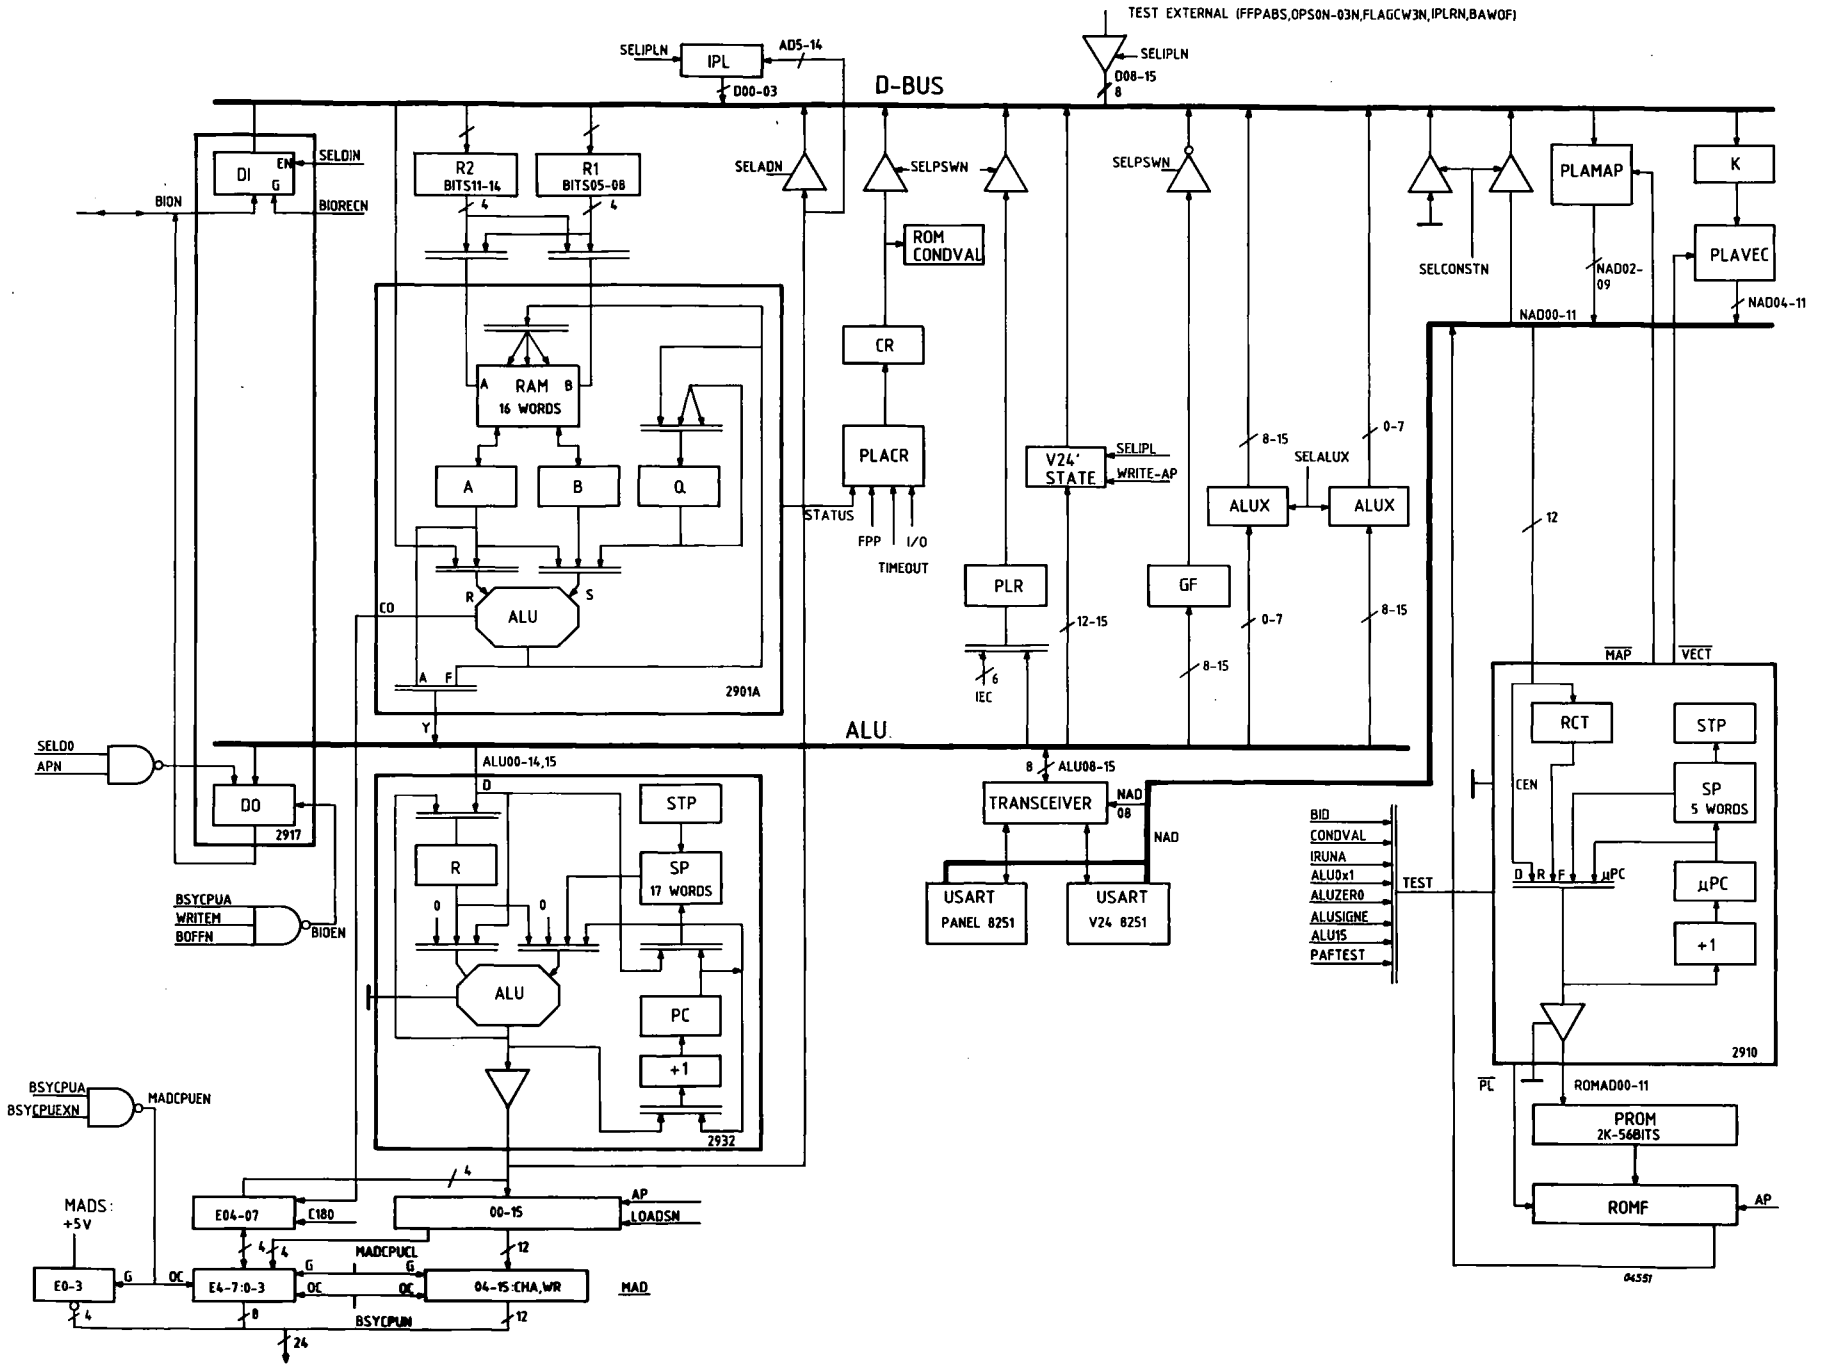 TEST EXTERNAL (FFPABS,OPS0N-03N,FLAGCW3N,IPLRN,BAWOF)
SELIPLN
IPL
AD5-14
SELIPLN
D00-03
D-BUS
D08-15
8
DI
EN
G
SELDIN
BIORECN
BION
R2
BITS11-14
4
R1
BITS05-08
4
SELADN
SELPSWN
SELPSWN
ROM
CONDVAL
SELCONSTN
PLAMAP
NAD02-
09
K
PLAVEC
NAD04-11
NAD00-11
CR
A
RAM
B
16 WORDS
PLACR
A
B
Q
STATUS
FPP
I/O
TIMEOUT
V24'
STATE
SELIPL
WRITE-AP
8-15
0-7
SELALUX
ALUX
ALUX
12
R
S
ALU
CO
A
F
2901A
Y
PLR
6
IEC
12-15
GF
8-15
0-7
8-15
MAP
VECT
ALU
SELDO
APN
DO
2917
ALU00-14,15
D
STP
R
SP
17 WORDS
0
0
ALU
PC
+1
2932
8
ALU08-15
TRANSCEIVER
NAD
08
NAD
USART
PANEL 8251
USART
V24 8251
BID
CONDVAL
IRUNA
ALU0x1
ALUZERO
ALUSIGNE
ALU15
PAFTEST
TEST
RCT
STP
CEN
SP
5 WORDS
D R F
µPC
µPC
+1
2910
PL
ROMAD00-11
PROM
2K-56BITS
ROMF
AP
04551
BSYCPUA
WRITEM
BOFFN
BIOEN
BSYCPUA
BSYCPUEXN
MADCPUEN
4
MADS:
+5V
E04-07
C180
AP
LOADSN
00-15
4
4
MADCPUCL
12
E0-3
G
OC
E4-7:0-3
G
G
OC
OC
04-15:CHA,WR
MAD
4
8
BSYCPUN
12
24